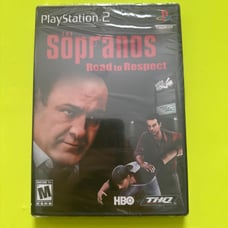 PlayStation 2
THE
Sopranos
Road to Respect
M
HBO
THQ